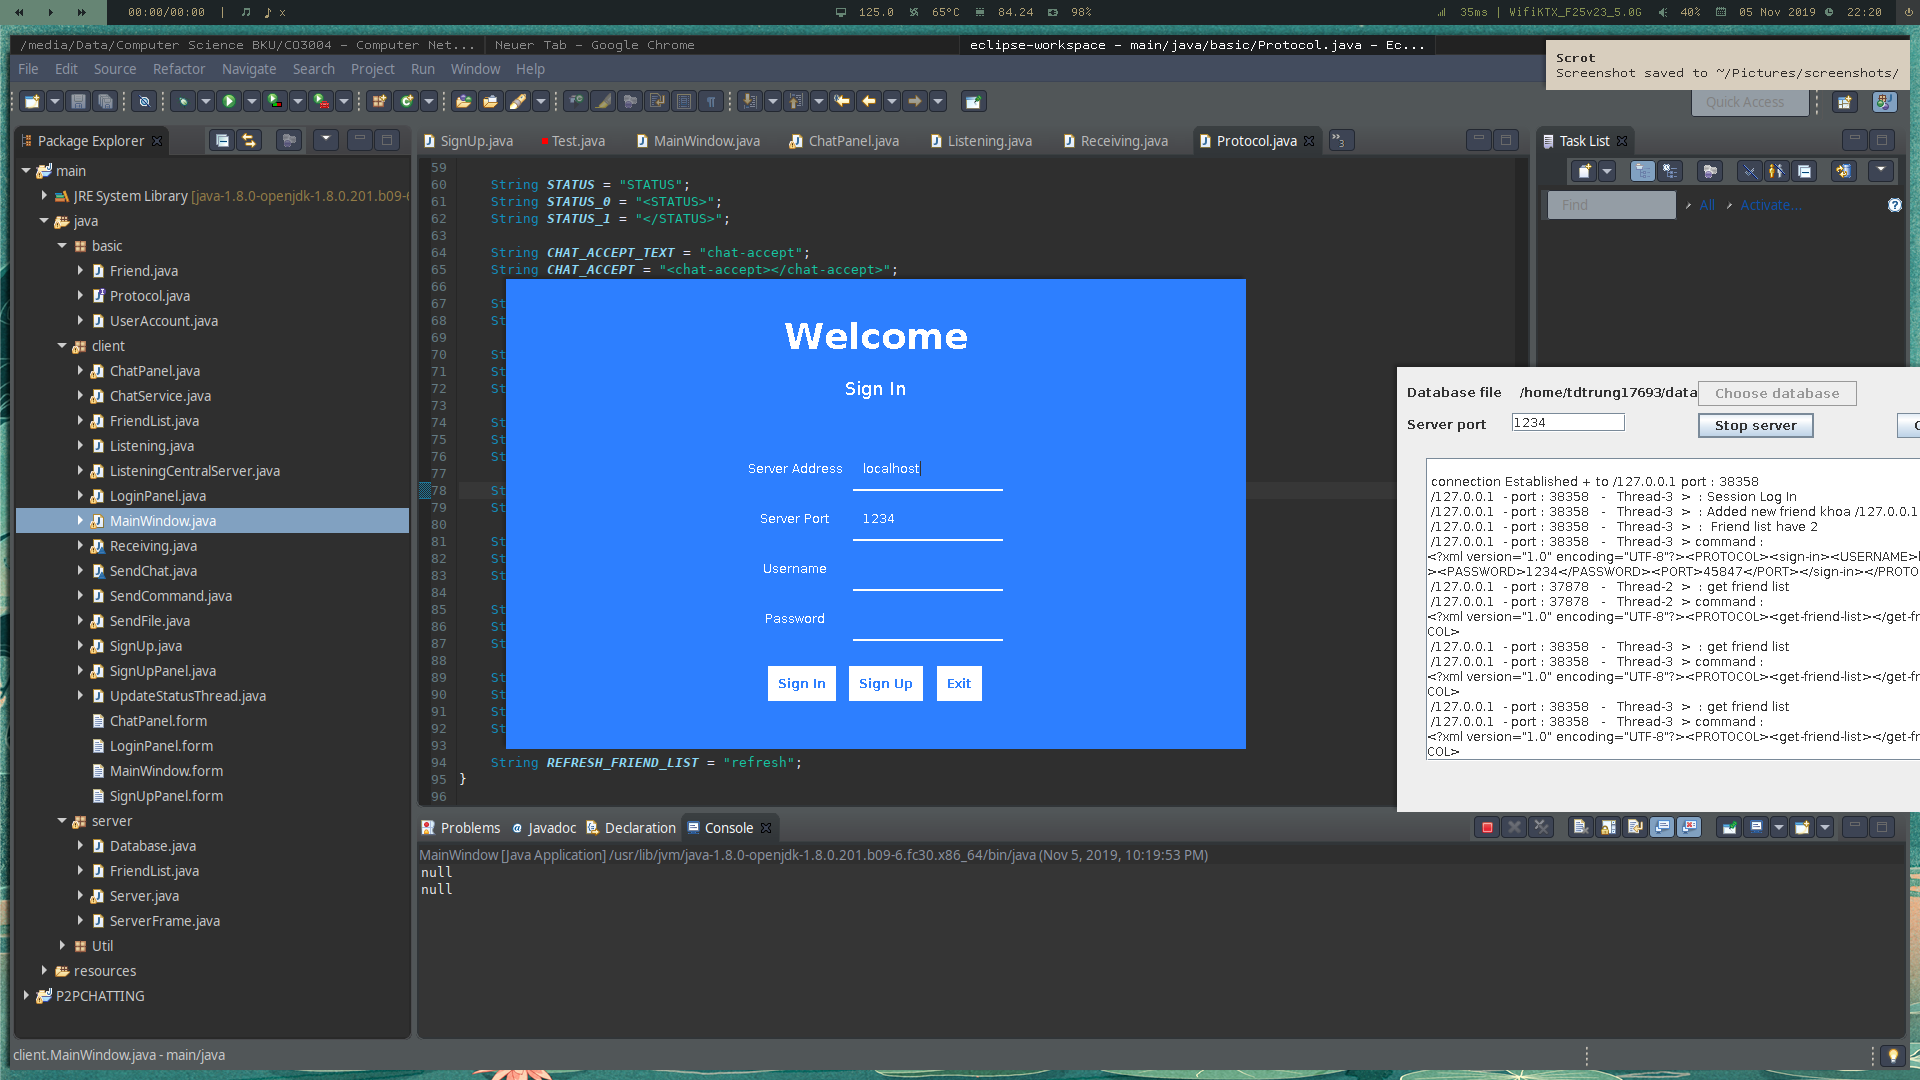 00:00/00:00 | x
125.0 65°C 84.24 98%
35ms | WifiKTX_F25v23_5.0G 40% 05 Nov 2019 22:20
/media/Data/Computer Science BKU/CO3004 - Computer Net...
Neuer Tab - Google Chrome
eclipse-workspace - main/java/basic/Protocol.java - Ec...
Scrot
Screenshot saved to ~/Pictures/screenshots/
File Edit Source Refactor Navigate Search Project Run Window Help
Quick Access
Package Explorer
main
JRE System Library [java-1.8.0-openjdk-1.8.0.201.b09-
java
basic
Friend.java
Protocol.java
UserAccount.java
client
ChatPanel.java
ChatService.java
FriendList.java
Listening.java
ListeningCentralServer.java
LoginPanel.java
MainWindow.java
Receiving.java
SendChat.java
SendCommand.java
SendFile.java
SignUp.java
SignUpPanel.java
UpdateStatusThread.java
ChatPanel.form
LoginPanel.form
MainWindow.form
SignUpPanel.form
server
Database.java
FriendList.java
Server.java
ServerFrame.java
Util
resources
P2PCHATTING
SignUp.java Test.java MainWindow.java ChatPanel.java Listening.java Receiving.java Protocol.java 3
59
60 String STATUS = "STATUS";
61 String STATUS_0 = "<STATUS>";
62 String STATUS_1 = "</STATUS>";
63
64 String CHAT_ACCEPT_TEXT = "chat-accept";
65 String CHAT_ACCEPT = "<chat-accept></chat-accept>";
66
67 St
68 St
69
70 St
71 St
72 St
73
74 St
75 St
76 St
77
78 St
79 St
80
81 St
82 St
83 St
84
85 St
86 St
87 St
88
89 St
90 St
91 St
92 St
93
94 String REFRESH_FRIEND_LIST = "refresh";
95 }
96
Welcome
Sign In
Server Address localhost
Server Port 1234
Username
Password
Sign In Sign Up Exit
Task List
Find All Activate...
Database file /home/tdtrung17693/data Choose database
Server port 1234 Stop server
connection Established + to /127.0.0.1 port : 38358
/127.0.0.1 - port : 38358 - Thread-3 > : Session Log In
/127.0.0.1 - port : 38358 - Thread-3 > : Added new friend khoa /127.0.0.1
/127.0.0.1 - port : 38358 - Thread-3 > : Friend list have 2
/127.0.0.1 - port : 38358 - Thread-3 > command :
<?xml version="1.0" encoding="UTF-8"?><PROTOCOL><sign-in><USERNAME>
><PASSWORD>1234</PASSWORD><PORT>45847</PORT></sign-in></PROTO
/127.0.0.1 - port : 37878 - Thread-2 > : get friend list
/127.0.0.1 - port : 37878 - Thread-2 > command :
<?xml version="1.0" encoding="UTF-8"?><PROTOCOL><get-friend-list></get-fr
COL>
/127.0.0.1 - port : 38358 - Thread-3 > : get friend list
/127.0.0.1 - port : 38358 - Thread-3 > command :
<?xml version="1.0" encoding="UTF-8"?><PROTOCOL><get-friend-list></get-fr
COL>
/127.0.0.1 - port : 38358 - Thread-3 > : get friend list
/127.0.0.1 - port : 38358 - Thread-3 > command :
<?xml version="1.0" encoding="UTF-8"?><PROTOCOL><get-friend-list></get-fr
COL>
Problems Javadoc Declaration Console
MainWindow [Java Application] /usr/lib/jvm/java-1.8.0-openjdk-1.8.0.201.b09-6.fc30.x86_64/bin/java (Nov 5, 2019, 10:19:53 PM)
null
null
client.MainWindow.java - main/java